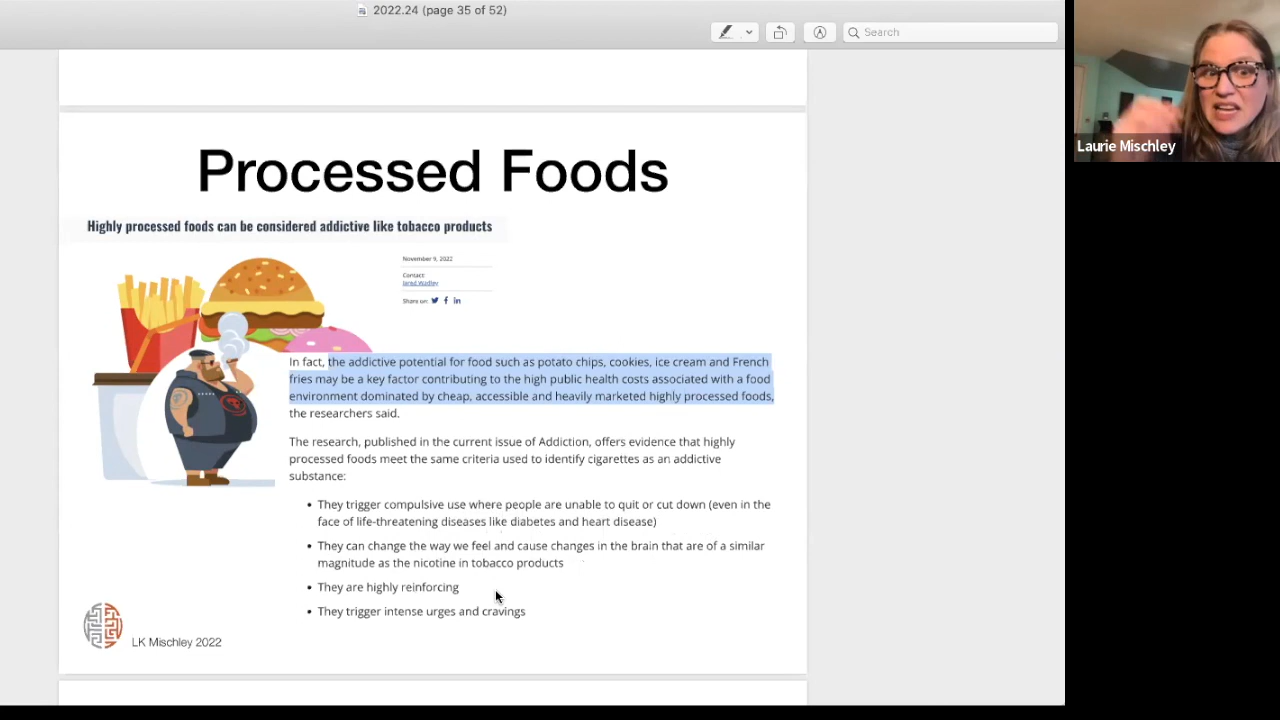 2022.24 (page 35 of 52)
Search
Laurie Mischley
Processed Foods
Highly processed foods can be considered addictive like tobacco products
November 9, 2022
Contact:
Jared Wadley
Share on:
In fact, the addictive potential for food such as potato chips, cookies, ice cream and French
fries may be a key factor contributing to the high public health costs associated with a food
environment dominated by cheap, accessible and heavily marketed highly processed foods,
the researchers said.
The research, published in the current issue of Addiction, offers evidence that highly
processed foods meet the same criteria used to identify cigarettes as an addictive
substance:
• They trigger compulsive use where people are unable to quit or cut down (even in the
face of life-threatening diseases like diabetes and heart disease)
• They can change the way we feel and cause changes in the brain that are of a similar
magnitude as the nicotine in tobacco products
• They are highly reinforcing
• They trigger intense urges and cravings
LK Mischley 2022